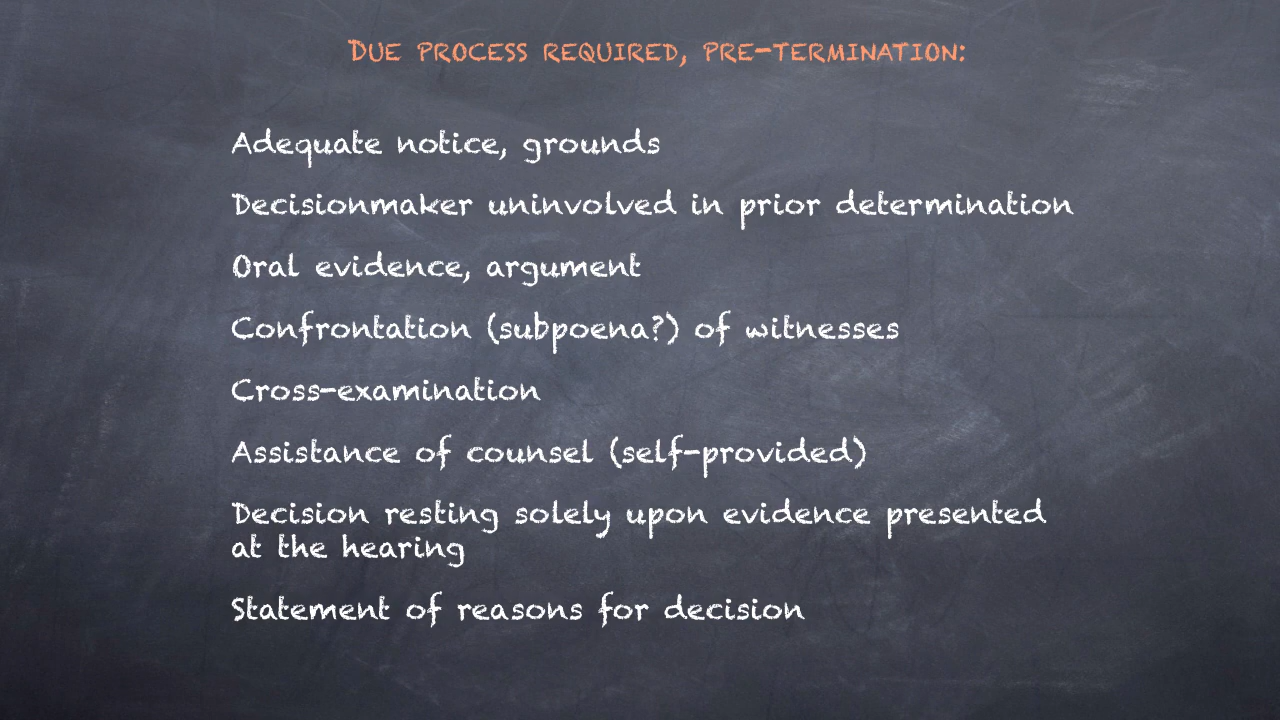 DUE PROCESS REQUIRED, PRE-TERMINATION:
Adequate notice, grounds
Decisionmaker uninvolved in prior determination
Oral evidence, argument
Confrontation (subpoena?) of witnesses
Cross-examination
Assistance of counsel (self-provided)
Decision resting solely upon evidence presented
at the hearing
Statement of reasons for decision